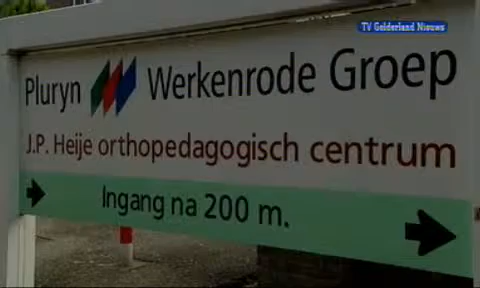 TV Gelderland Nieuws
Pluryn Werkenrode Groep
J.P. Heije orthopedagogisch centrum
Ingang na 200 m.